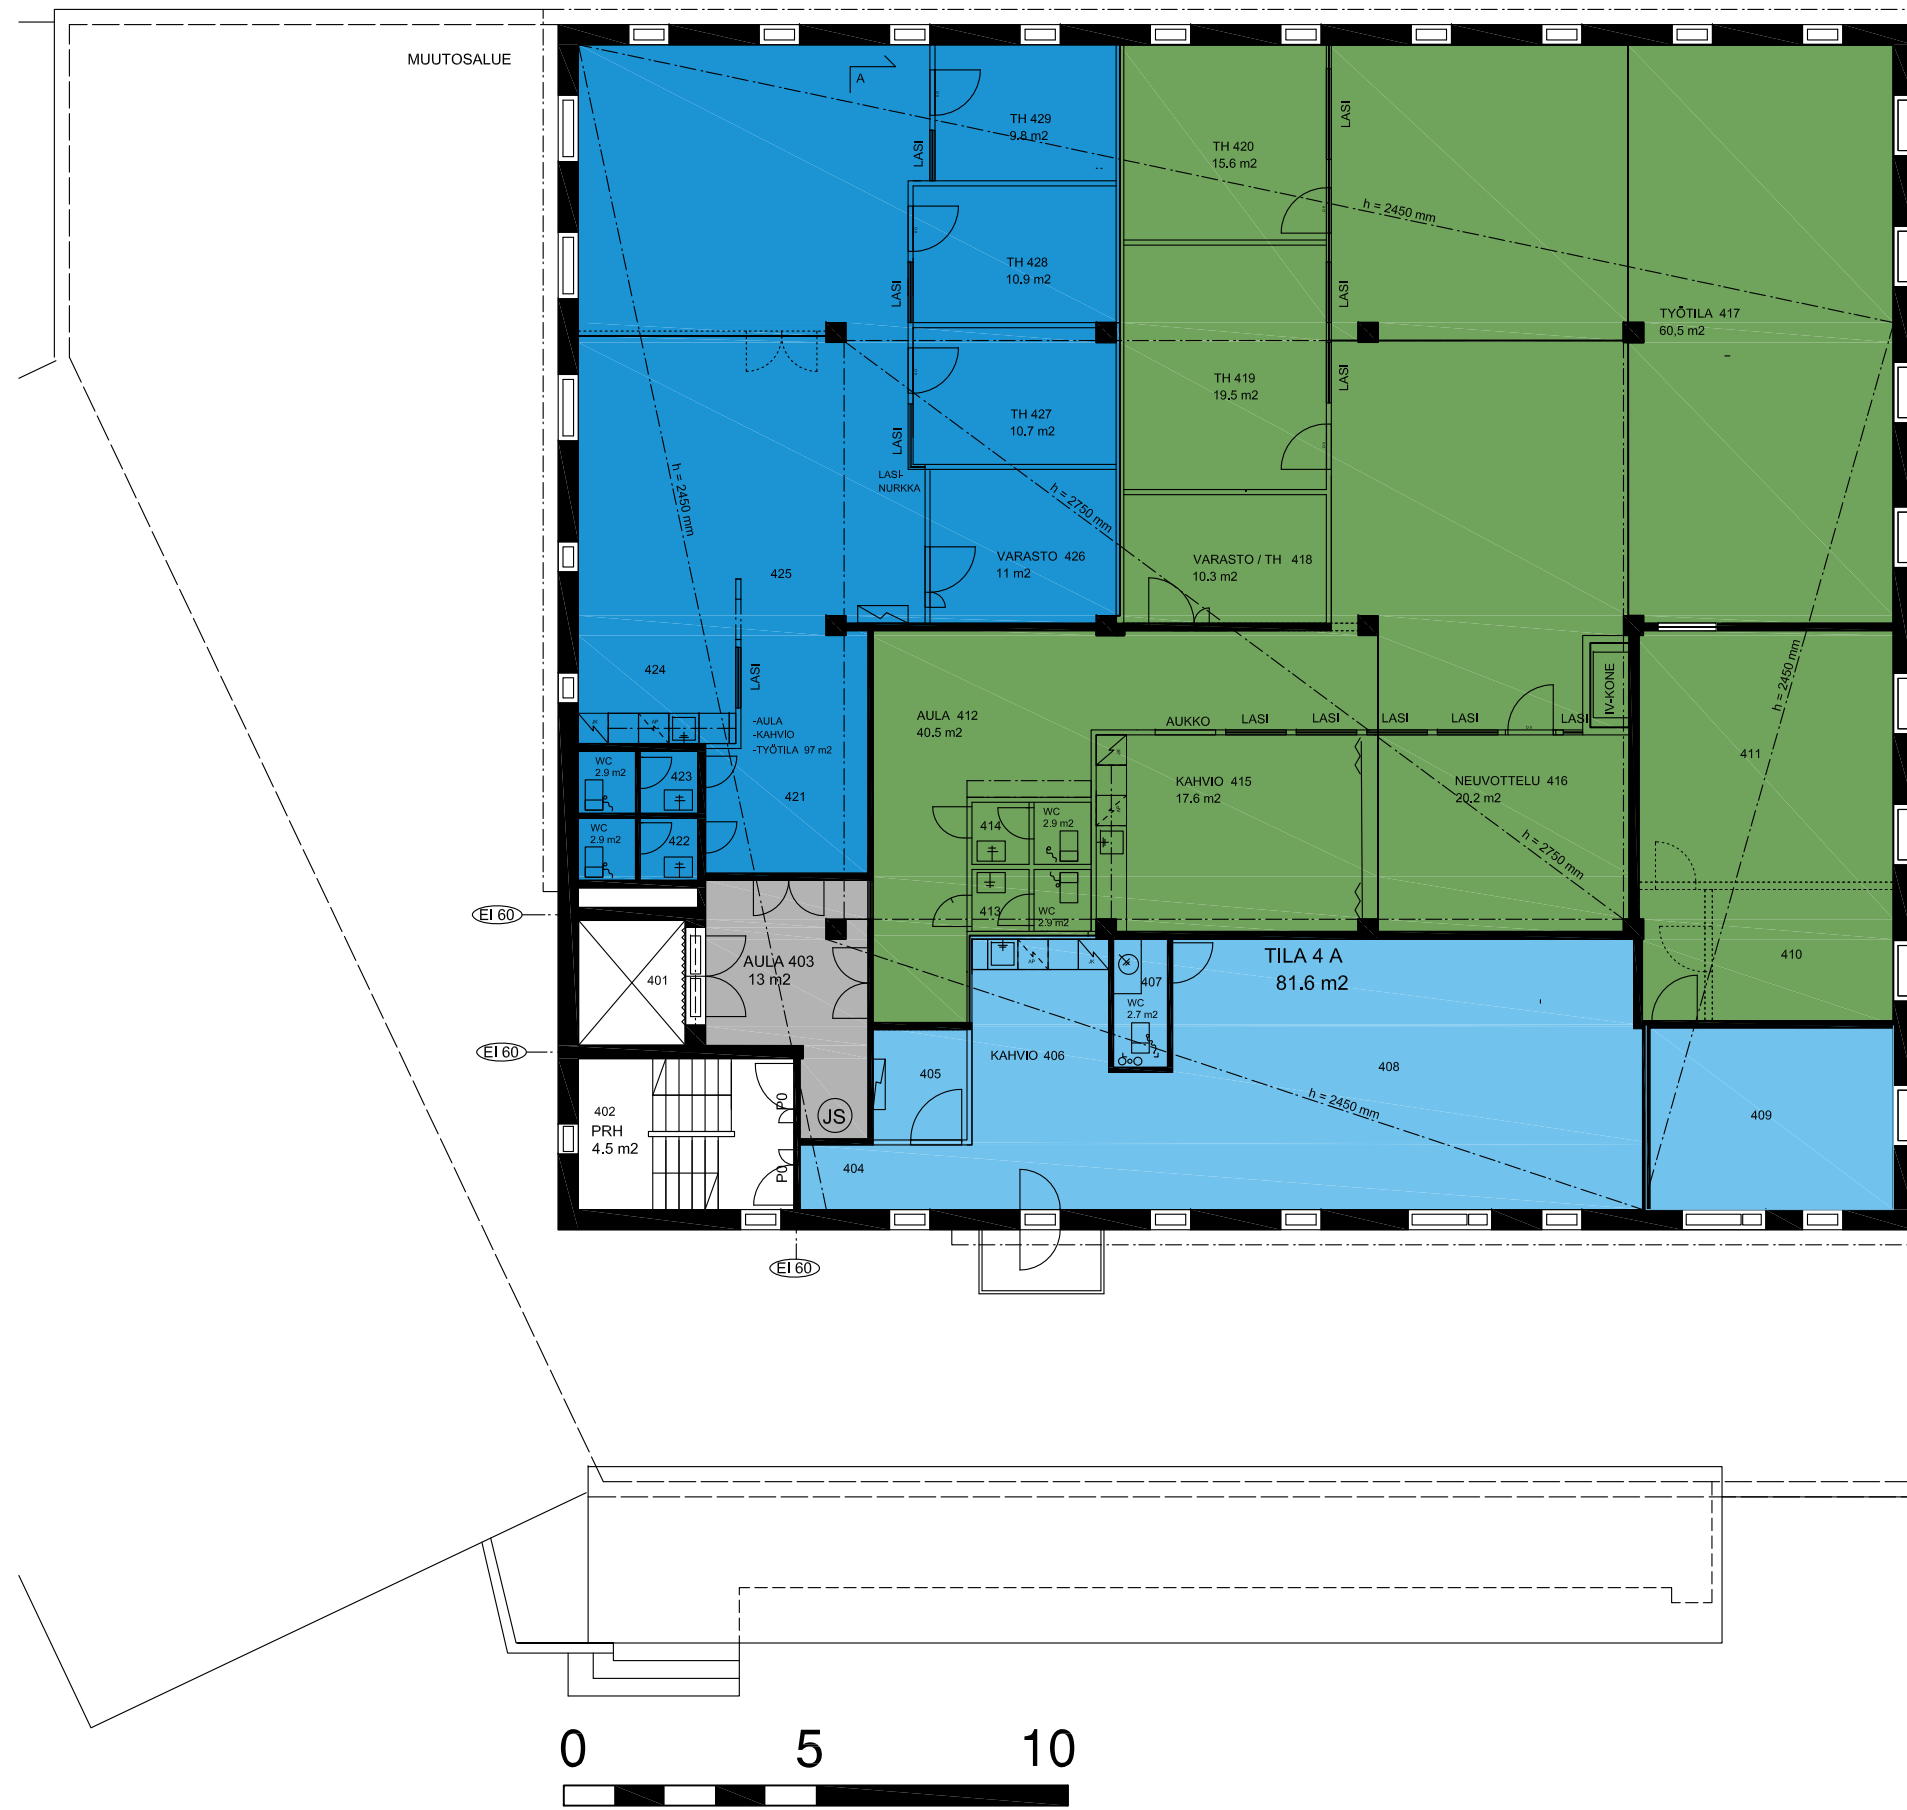 MUUTOSALUE
A
TH 429
9.8 m2
LASI
TH 420
15.6 m2
LASI
h = 2450 mm
TH 428
10.9 m2
LASI
LASI
TYÖTILA 417
60,5 m2
TH 427
10.7 m2
LASI
LASI-
NURKKA
TH 419
19.5 m2
LASI
h = 2450 mm
h = 2750 mm
VARASTO 426
11 m2
VARASTO / TH 418
10.3 m2
425
424
LASI
-AULA
-KAHVIO
-TYÖTILA 97 m2
AULA 412
40.5 m2
AUKKO
LASI
LASI
LASI
LASI
LASI
IV-KONE
h = 2450 mm
411
WC
2.9 m2
423
421
WC
2.9 m2
422
KAHVIO 415
17.6 m2
NEUVOTTELU 416
20.2 m2
414
WC
2.9 m2
413
WC
2.9 m2
h = 2750 mm
410
EI 60
401
AULA 403
13 m2
AP
JK
407
WC
2.7 m2
TILA 4 A
81.6 m2
EI 60
KAHVIO 406
405
408
409
402
PRH
4.5 m2
P0
P0
JS
404
h = 2450 mm
EI 60
0 5 10